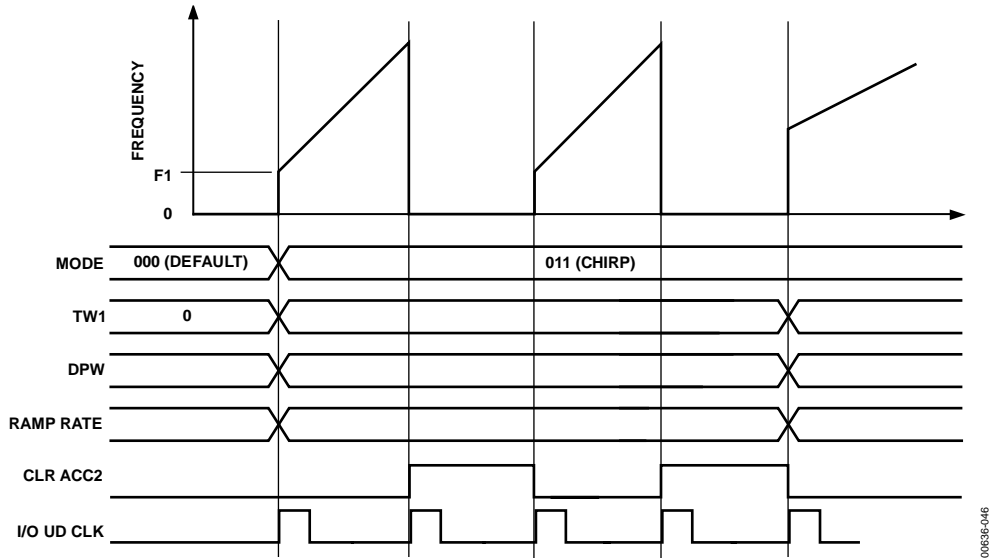 FREQUENCY
F1
0
MODE 000 (DEFAULT) 011 (CHIRP)
TW1 0
DPW
RAMP RATE
CLR ACC2
I/O UD CLK
00636-046